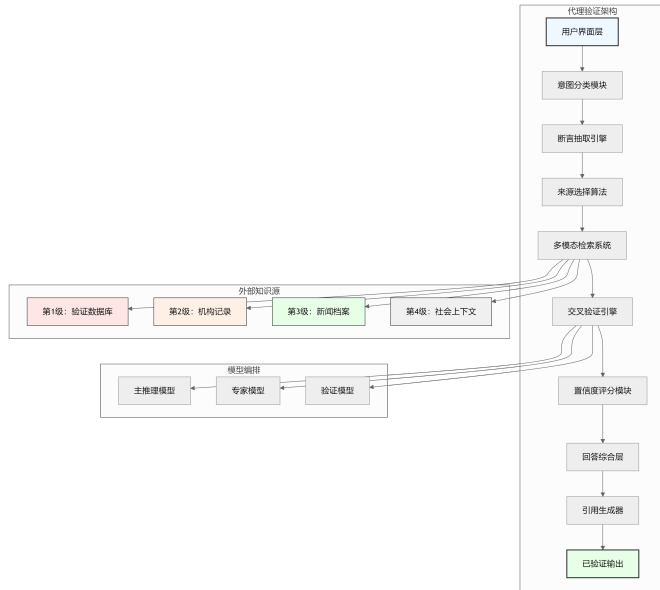 代理验证架构
用户界面层
意图分类模块
断言抽取引擎
来源选择算法
多模态检索系统
外部知识源
第1级：验证数据库
第2级：机构记录
第3级：新闻档案
第4级：社会上下文
交叉验证引擎
模型编排
主推理模型
专家模型
验证模型
置信度评分模块
回答综合层
引用生成器
已验证输出